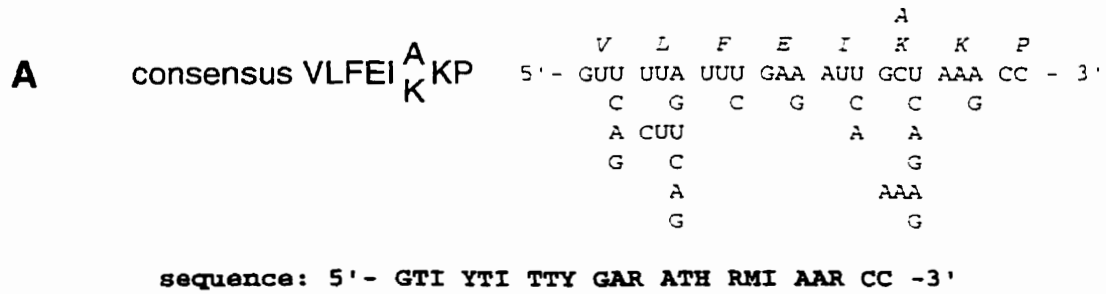 A
V L F E I K K P
A consensus VLFEI A/K KP 5'- GUU UUA UUU GAA AUU GCU AAA CC - 3'
C G C G C C G
A CUU A A
G C G
A AAA
G G
sequence: 5'- GTI YTI TTY GAR ATH RMI AAR CC -3'